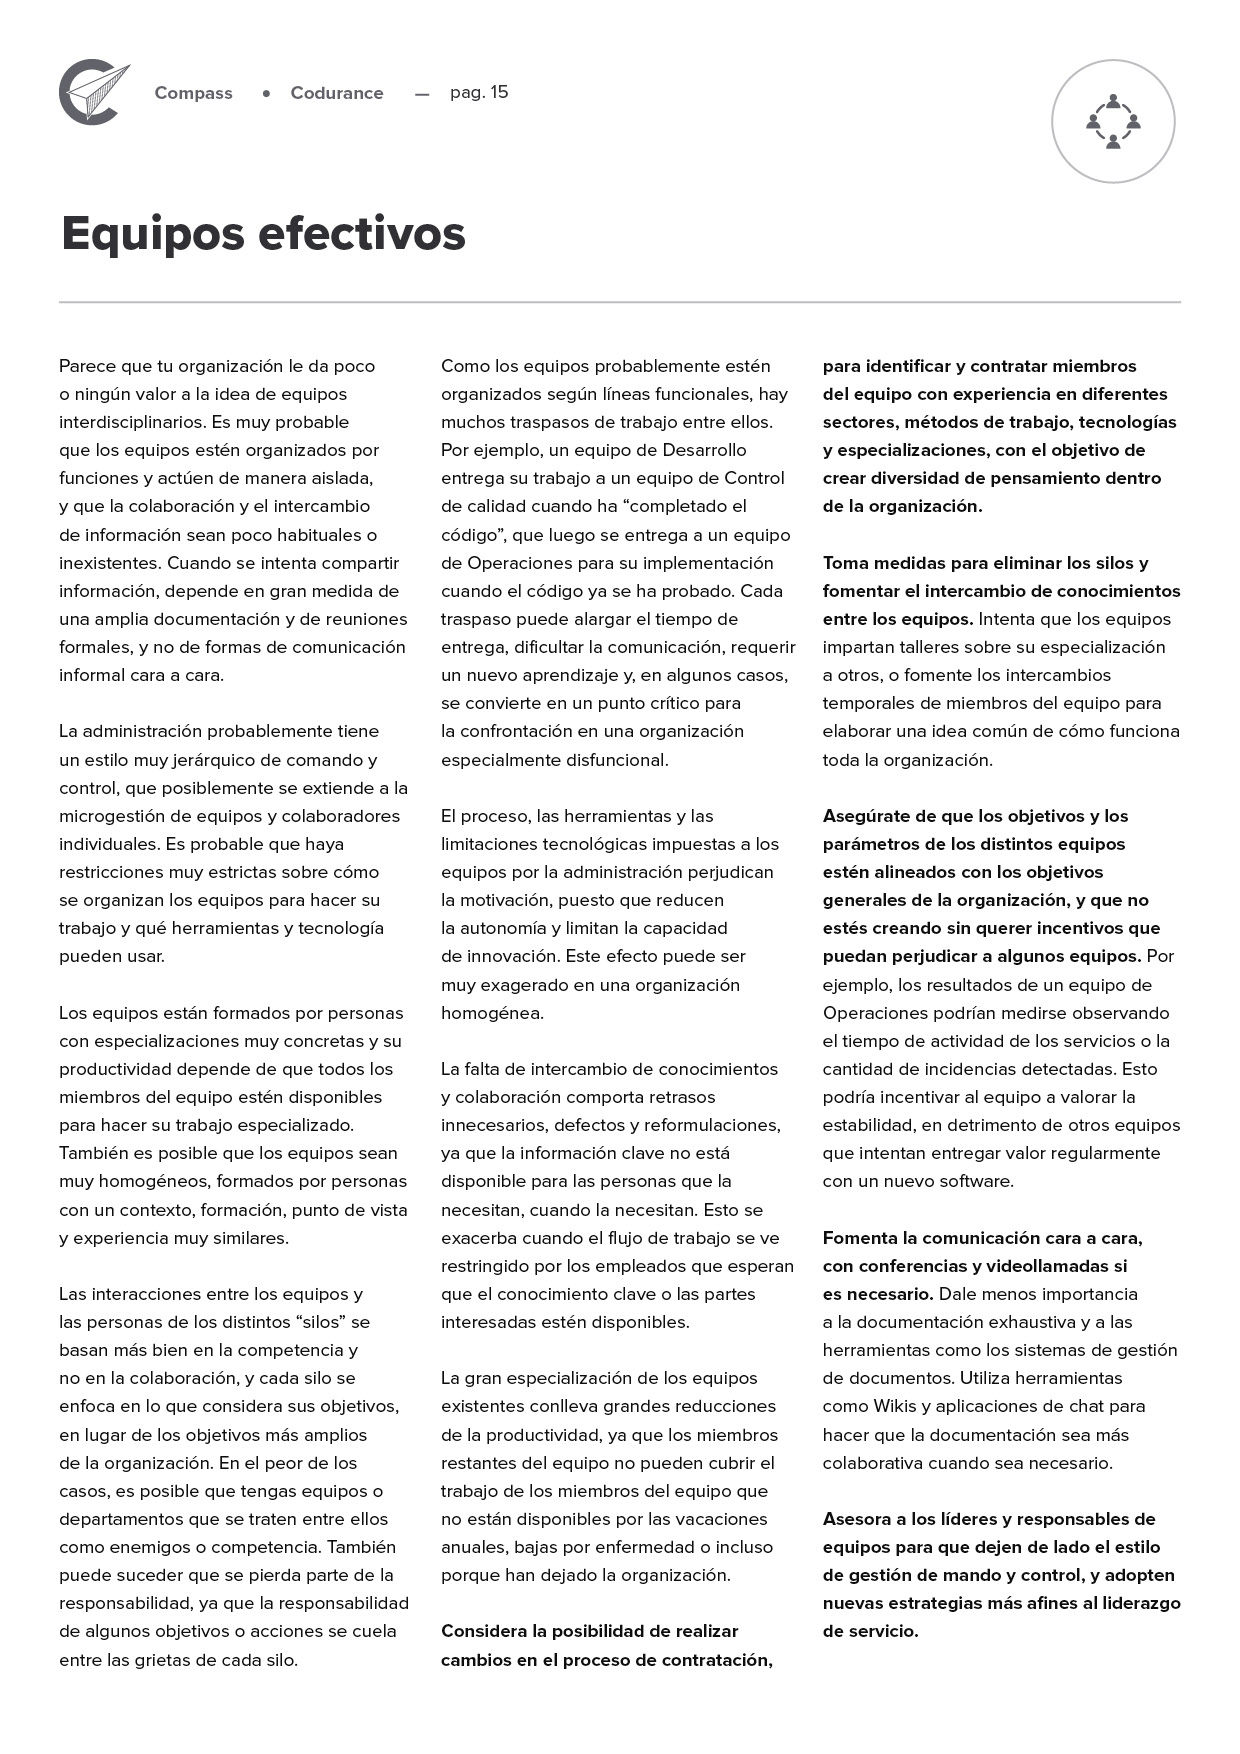 Compass • Codurance — pag. 15
Equipos efectivos
Parece que tu organización le da poco
o ningún valor a la idea de equipos
interdisciplinarios. Es muy probable
que los equipos estén organizados por
funciones y actúen de manera aislada,
y que la colaboración y el intercambio
de información sean poco habituales o
inexistentes. Cuando se intenta compartir
información, depende en gran medida de
una amplia documentación y de reuniones
formales, y no de formas de comunicación
informal cara a cara.
La administración probablemente tiene
un estilo muy jerárquico de comando y
control, que posiblemente se extiende a la
microgestión de equipos y colaboradores
individuales. Es probable que haya
restricciones muy estrictas sobre cómo
se organizan los equipos para hacer su
trabajo y qué herramientas y tecnología
pueden usar.
Los equipos están formados por personas
con especializaciones muy concretas y su
productividad depende de que todos los
miembros del equipo estén disponibles
para hacer su trabajo especializado.
También es posible que los equipos sean
muy homogéneos, formados por personas
con un contexto, formación, punto de vista
y experiencia muy similares.
Las interacciones entre los equipos y
las personas de los distintos “silos” se
basan más bien en la competencia y
no en la colaboración, y cada silo se
enfoca en lo que considera sus objetivos,
en lugar de los objetivos más amplios
de la organización. En el peor de los
casos, es posible que tengas equipos o
departamentos que se traten entre ellos
como enemigos o competencia. También
puede suceder que se pierda parte de la
responsabilidad, ya que la responsabilidad
de algunos objetivos o acciones se cuela
entre las grietas de cada silo.
Como los equipos probablemente estén
organizados según líneas funcionales, hay
muchos traspasos de trabajo entre ellos.
Por ejemplo, un equipo de Desarrollo
entrega su trabajo a un equipo de Control
de calidad cuando ha “completado el
código”, que luego se entrega a un equipo
de Operaciones para su implementación
cuando el código ya se ha probado. Cada
traspaso puede alargar el tiempo de
entrega, dificultar la comunicación, requerir
un nuevo aprendizaje y, en algunos casos,
se convierte en un punto crítico para
la confrontación en una organización
especialmente disfuncional.
El proceso, las herramientas y las
limitaciones tecnológicas impuestas a los
equipos por la administración perjudican
la motivación, puesto que reducen
la autonomía y limitan la capacidad
de innovación. Este efecto puede ser
muy exagerado en una organización
homogénea.
La falta de intercambio de conocimientos
y colaboración comporta retrasos
innecesarios, defectos y reformulaciones,
ya que la información clave no está
disponible para las personas que la
necesitan, cuando la necesitan. Esto se
exacerba cuando el flujo de trabajo se ve
restringido por los empleados que esperan
que el conocimiento clave o las partes
interesadas estén disponibles.
La gran especialización de los equipos
existentes conlleva grandes reducciones
de la productividad, ya que los miembros
restantes del equipo no pueden cubrir el
trabajo de los miembros del equipo que
no están disponibles por las vacaciones
anuales, bajas por enfermedad o incluso
porque han dejado la organización.
Considera la posibilidad de realizar
cambios en el proceso de contratación,
para identificar y contratar miembros
del equipo con experiencia en diferentes
sectores, métodos de trabajo, tecnologías
y especializaciones, con el objetivo de
crear diversidad de pensamiento dentro
de la organización.
Toma medidas para eliminar los silos y
fomentar el intercambio de conocimientos
entre los equipos. Intenta que los equipos
impartan talleres sobre su especialización
a otros, o fomente los intercambios
temporales de miembros del equipo para
elaborar una idea común de cómo funciona
toda la organización.
Asegúrate de que los objetivos y los
parámetros de los distintos equipos
estén alineados con los objetivos
generales de la organización, y que no
estés creando sin querer incentivos que
puedan perjudicar a algunos equipos. Por
ejemplo, los resultados de un equipo de
Operaciones podrían medirse observando
el tiempo de actividad de los servicios o la
cantidad de incidencias detectadas. Esto
podría incentivar al equipo a valorar la
estabilidad, en detrimento de otros equipos
que intentan entregar valor regularmente
con un nuevo software.
Fomenta la comunicación cara a cara,
con conferencias y videollamadas si
es necesario. Dale menos importancia
a la documentación exhaustiva y a las
herramientas como los sistemas de gestión
de documentos. Utiliza herramientas
como Wikis y aplicaciones de chat para
hacer que la documentación sea más
colaborativa cuando sea necesario.
Asesora a los líderes y responsables de
equipos para que dejen de lado el estilo
de gestión de mando y control, y adopten
nuevas estrategias más afines al liderazgo
de servicio.